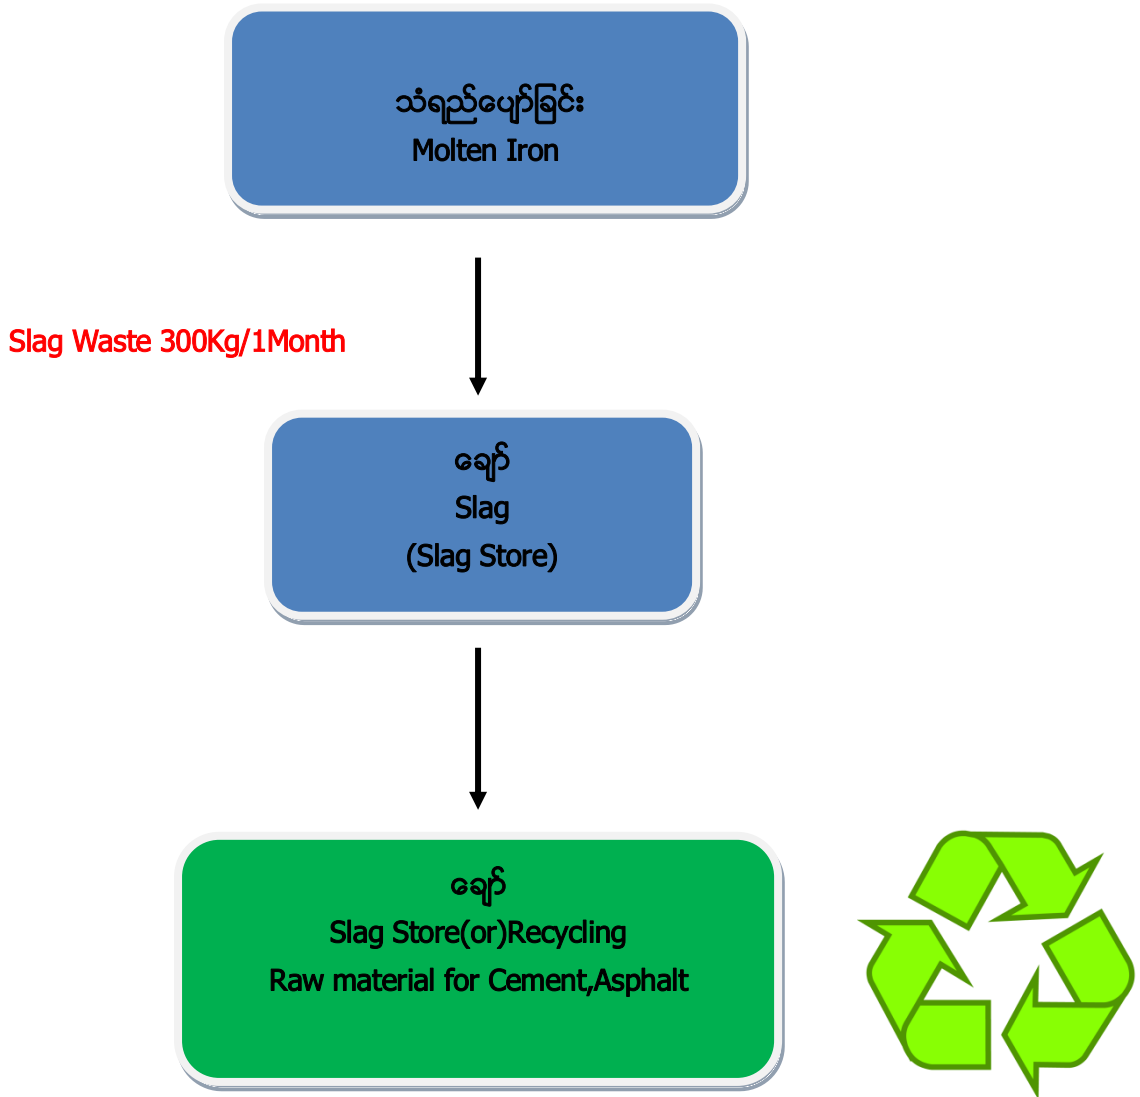 သံရည်ပျော်ခြင်း
Molten Iron
Slag Waste 300Kg/1Month
ချော်
Slag
(Slag Store)
ချော်
Slag Store(or)Recycling
Raw material for Cement,Asphalt